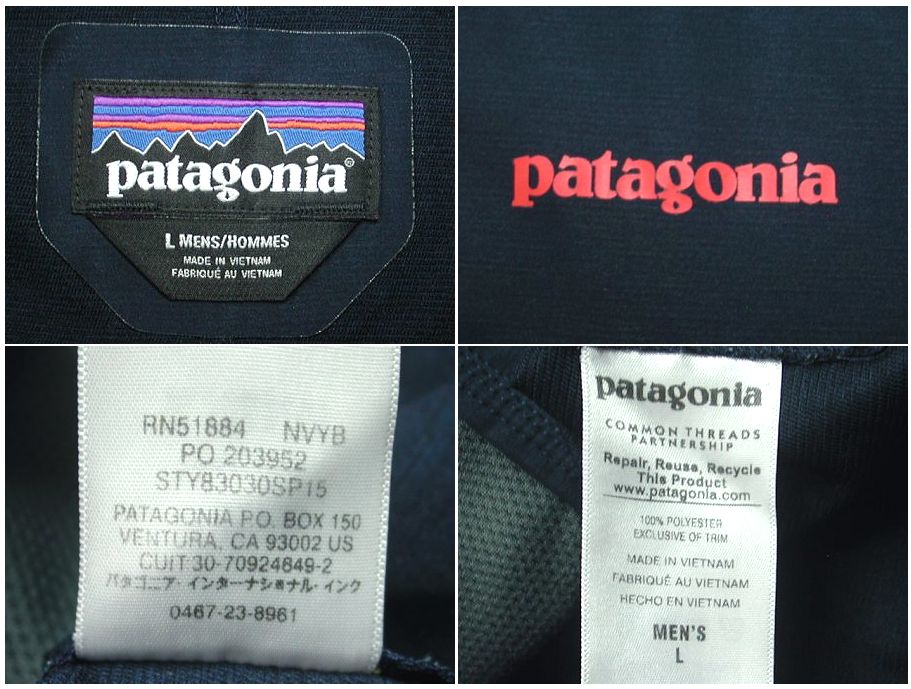 patagonia®
L MENS/HOMMES
MADE IN VIETNAM
FABRIQUÉ AU VIETNAM
patagonia
RN51884 NVYB
PO 203952
STY83030SP15
PATAGONIA P.O. BOX 150
VENTURA, CA 93002 US
CUIT 30-70924849-2
パタゴニア・インターナショナル・インク
0467-23-8961
patagonia
COMMON THREADS
PARTNERSHIP
Repair, Reuse, Recycle
This Product
www.patagonia.com
100% POLYESTER
EXCLUSIVE OF TRIM
MADE IN VIETNAM
FABRIQUÉ AU VIETNAM
HECHO EN VIETNAM
MEN'S
L